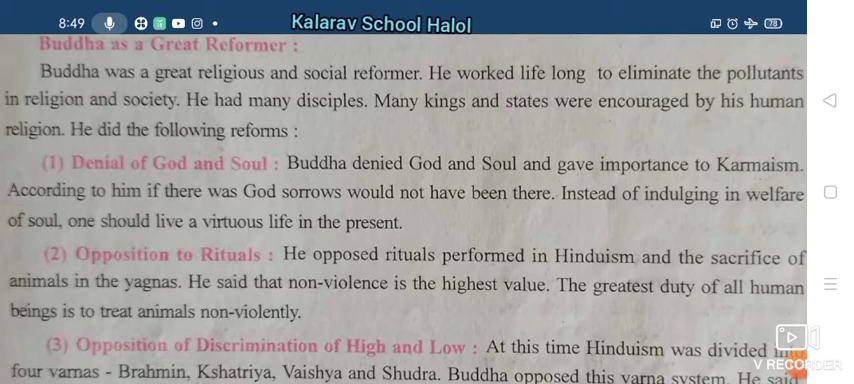 8:49
Kalarav School Halol
78
Buddha as a Great Reformer :
Buddha was a great religious and social reformer. He worked life long to eliminate the pollutants
in religion and society. He had many disciples. Many kings and states were encouraged by his human
religion. He did the following reforms :
(1) Denial of God and Soul : Buddha denied God and Soul and gave importance to Karmaism.
According to him if there was God sorrows would not have been there. Instead of indulging in welfare
of soul, one should live a virtuous life in the present.
(2) Opposition to Rituals : He opposed rituals performed in Hinduism and the sacrifice of
animals in the yagnas. He said that non-violence is the highest value. The greatest duty of all human
beings is to treat animals non-violently.
(3) Opposition of Discrimination of High and Low : At this time Hinduism was divided into
four varnas - Brahmin, Kshatriya, Vaishya and Shudra. Buddha opposed this varna system. He said
V RECORDER